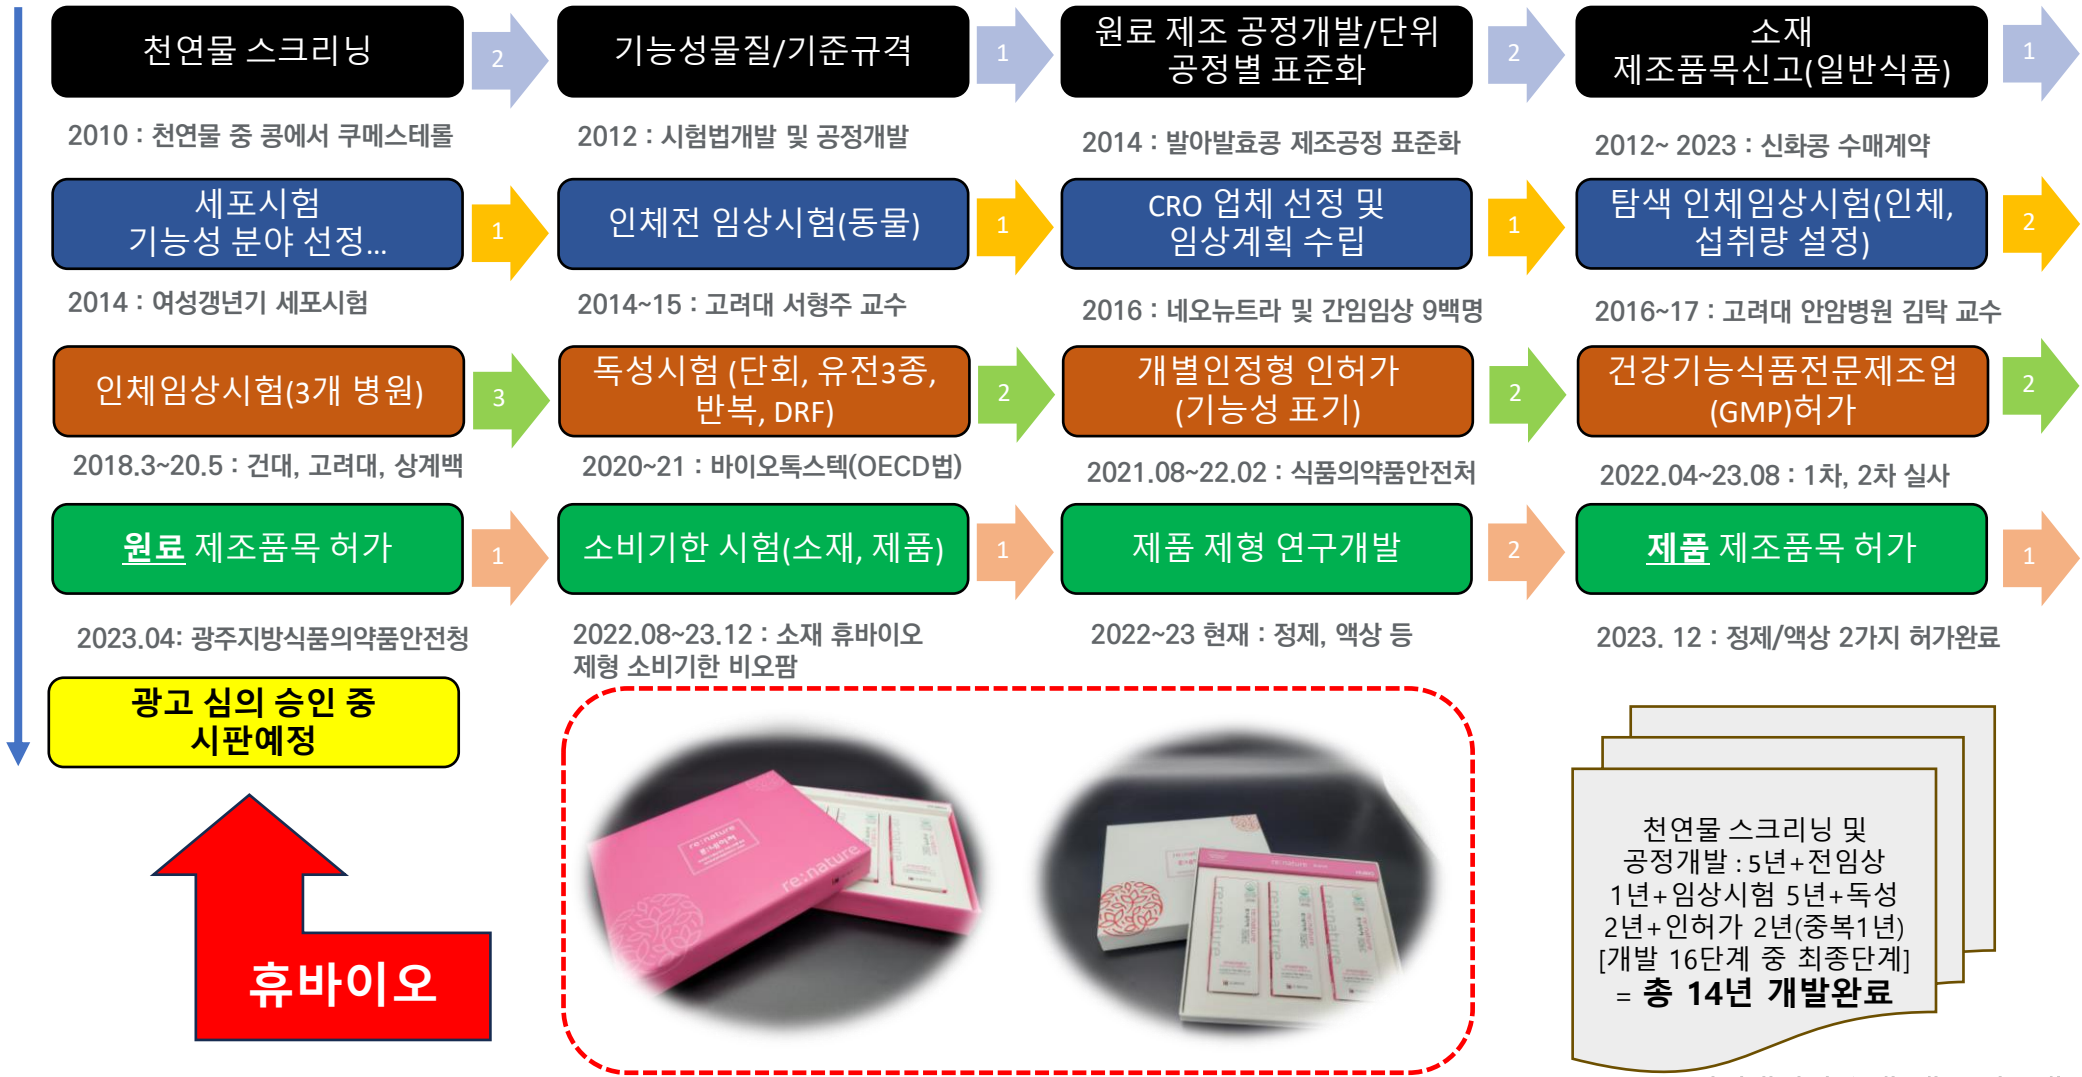 천연물 스크리닝
2
기능성물질/기준규격
1
원료 제조 공정개발/단위
공정별 표준화
2
소재
제조품목신고(일반식품)
1
2010 : 천연물 중 콩에서 쿠메스테롤
2012 : 시험법개발 및 공정개발
2014 : 발아발효콩 제조공정 표준화
2012~ 2023 : 신화콩 수매계약
세포시험
기능성 분야 선정...
1
인체전 임상시험(동물)
1
CRO 업체 선정 및
임상계획 수립
1
탐색 인체임상시험(인체,
섭취량 설정)
2
2014 : 여성갱년기 세포시험
2014~15 : 고려대 서형주 교수
2016 : 네오뉴트라 및 간임임상 9백명
2016~17 : 고려대 안암병원 김탁 교수
인체임상시험(3개 병원)
3
독성시험 (단회, 유전3종,
반복, DRF)
2
개별인정형 인허가
(기능성 표기)
2
건강기능식품전문제조업
(GMP)허가
2
2018.3~20.5 : 건대, 고려대, 상계백
2020~21 : 바이오톡스텍(OECD법)
2021.08~22.02 : 식품의약품안전처
2022.04~23.08 : 1차, 2차 실사
원료 제조품목 허가
1
소비기한 시험(소재, 제품)
1
제품 제형 연구개발
2
제품 제조품목 허가
1
2023.04: 광주지방식품의약품안전청
2022.08~23.12 : 소재 휴바이오
제형 소비기한 비오팜
2022~23 현재 : 정제, 액상 등
2023. 12 : 정제/액상 2가지 허가완료
광고 심의 승인 중
시판예정
휴바이오
re:nature
리:네이처
re:nature
re:nature
re:nature
re:nature
re:nature
천연물 스크리닝 및
공정개발 : 5년+전임상
1년+임상시험 5년+독성
2년+인허가 2년(중복1년)
[개발 16단계 중 최종단계]
= 총 14년 개발완료